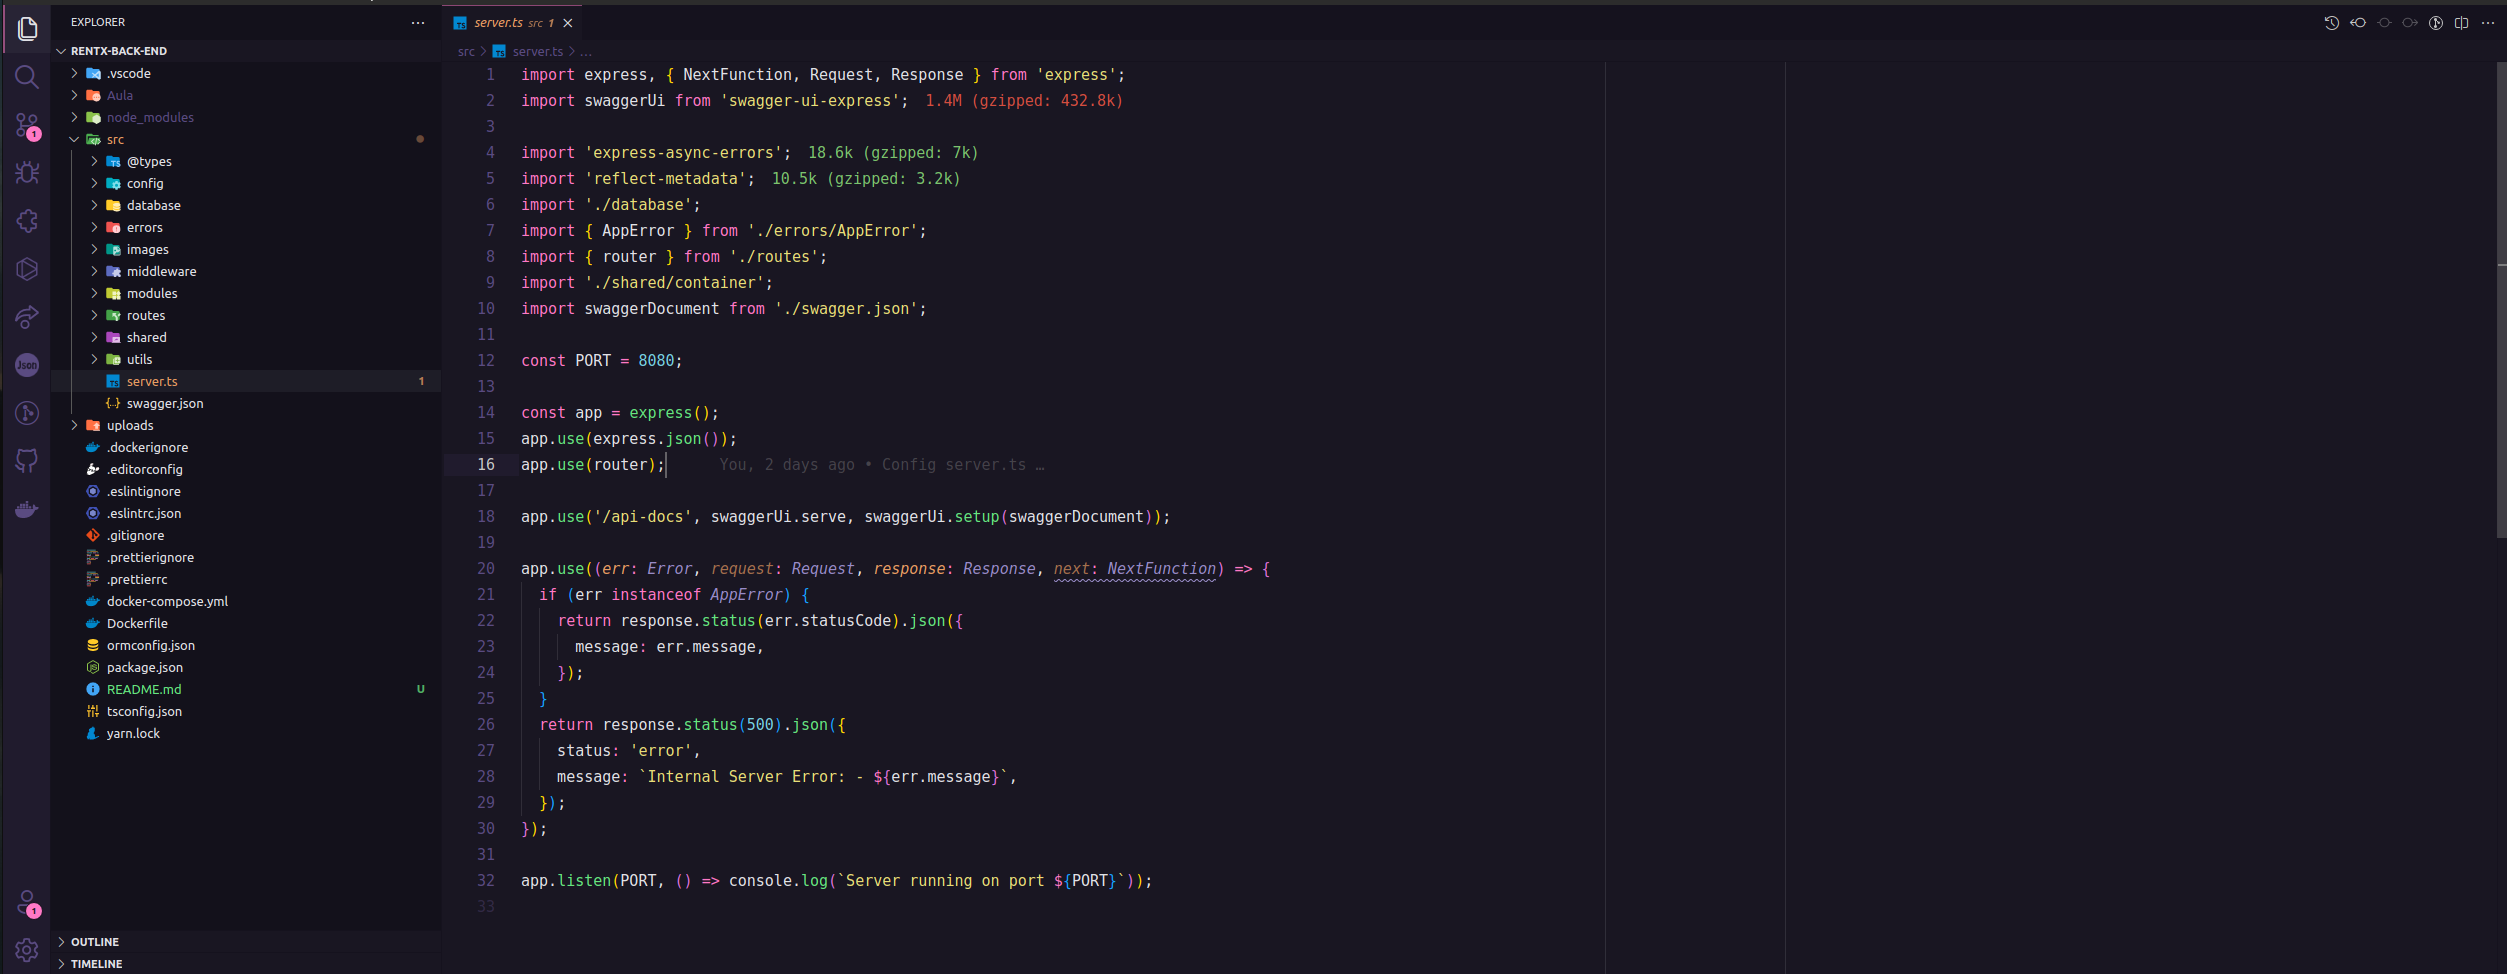 EXPLORER
RENTX-BACK-END
.vscode
Aula
node_modules
src
@types
config
database
errors
images
middleware
modules
routes
shared
utils
server.ts 1
swagger.json
uploads
.dockerignore
.editorconfig
.eslintignore
.eslintrc.json
.gitignore
.prettierignore
.prettierrc
docker-compose.yml
Dockerfile
ormconfig.json
package.json
README.md U
tsconfig.json
yarn.lock
OUTLINE
TIMELINE
1
Json
1
TS server.ts src 1
src > TS server.ts > ...
1 import express, { NextFunction, Request, Response } from 'express';
2 import swaggerUi from 'swagger-ui-express'; 1.4M (gzipped: 432.8k)
3
4 import 'express-async-errors'; 18.6k (gzipped: 7k)
5 import 'reflect-metadata'; 10.5k (gzipped: 3.2k)
6 import './database';
7 import { AppError } from './errors/AppError';
8 import { router } from './routes';
9 import './shared/container';
10 import swaggerDocument from './swagger.json';
11
12 const PORT = 8080;
13
14 const app = express();
15 app.use(express.json());
16 app.use(router); You, 2 days ago • Config server.ts …
17
18 app.use('/api-docs', swaggerUi.serve, swaggerUi.setup(swaggerDocument));
19
20 app.use((err: Error, request: Request, response: Response, next: NextFunction) => {
21 if (err instanceof AppError) {
22 return response.status(err.statusCode).json({
23 message: err.message,
24 });
25 }
26 return response.status(500).json({
27 status: 'error',
28 message: `Internal Server Error: - ${err.message}`,
29 });
30 });
31
32 app.listen(PORT, () => console.log(`Server running on port ${PORT}`));
33